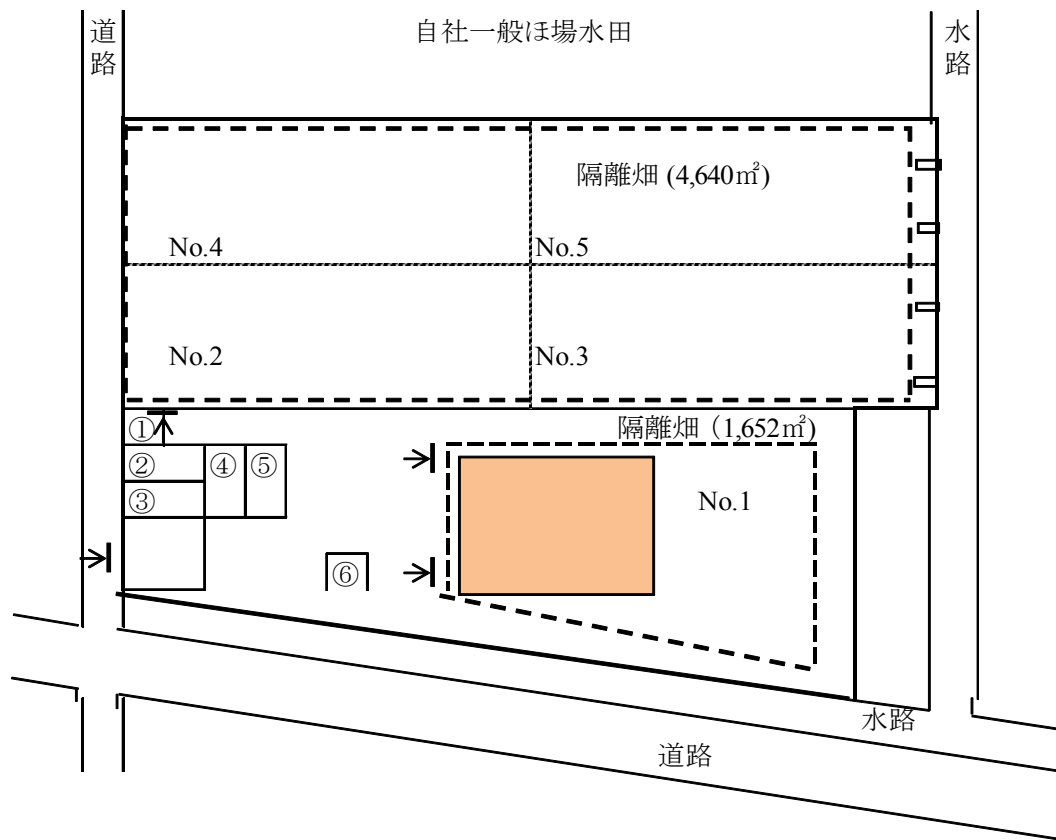 道路
自社一般ほ場水田
水路
隔離畑 (4,640㎡)
No.4
No.5
No.2
No.3
①
隔離畑（1,652㎡)
②
④
⑤
③
No.1
⑥
水路
道路